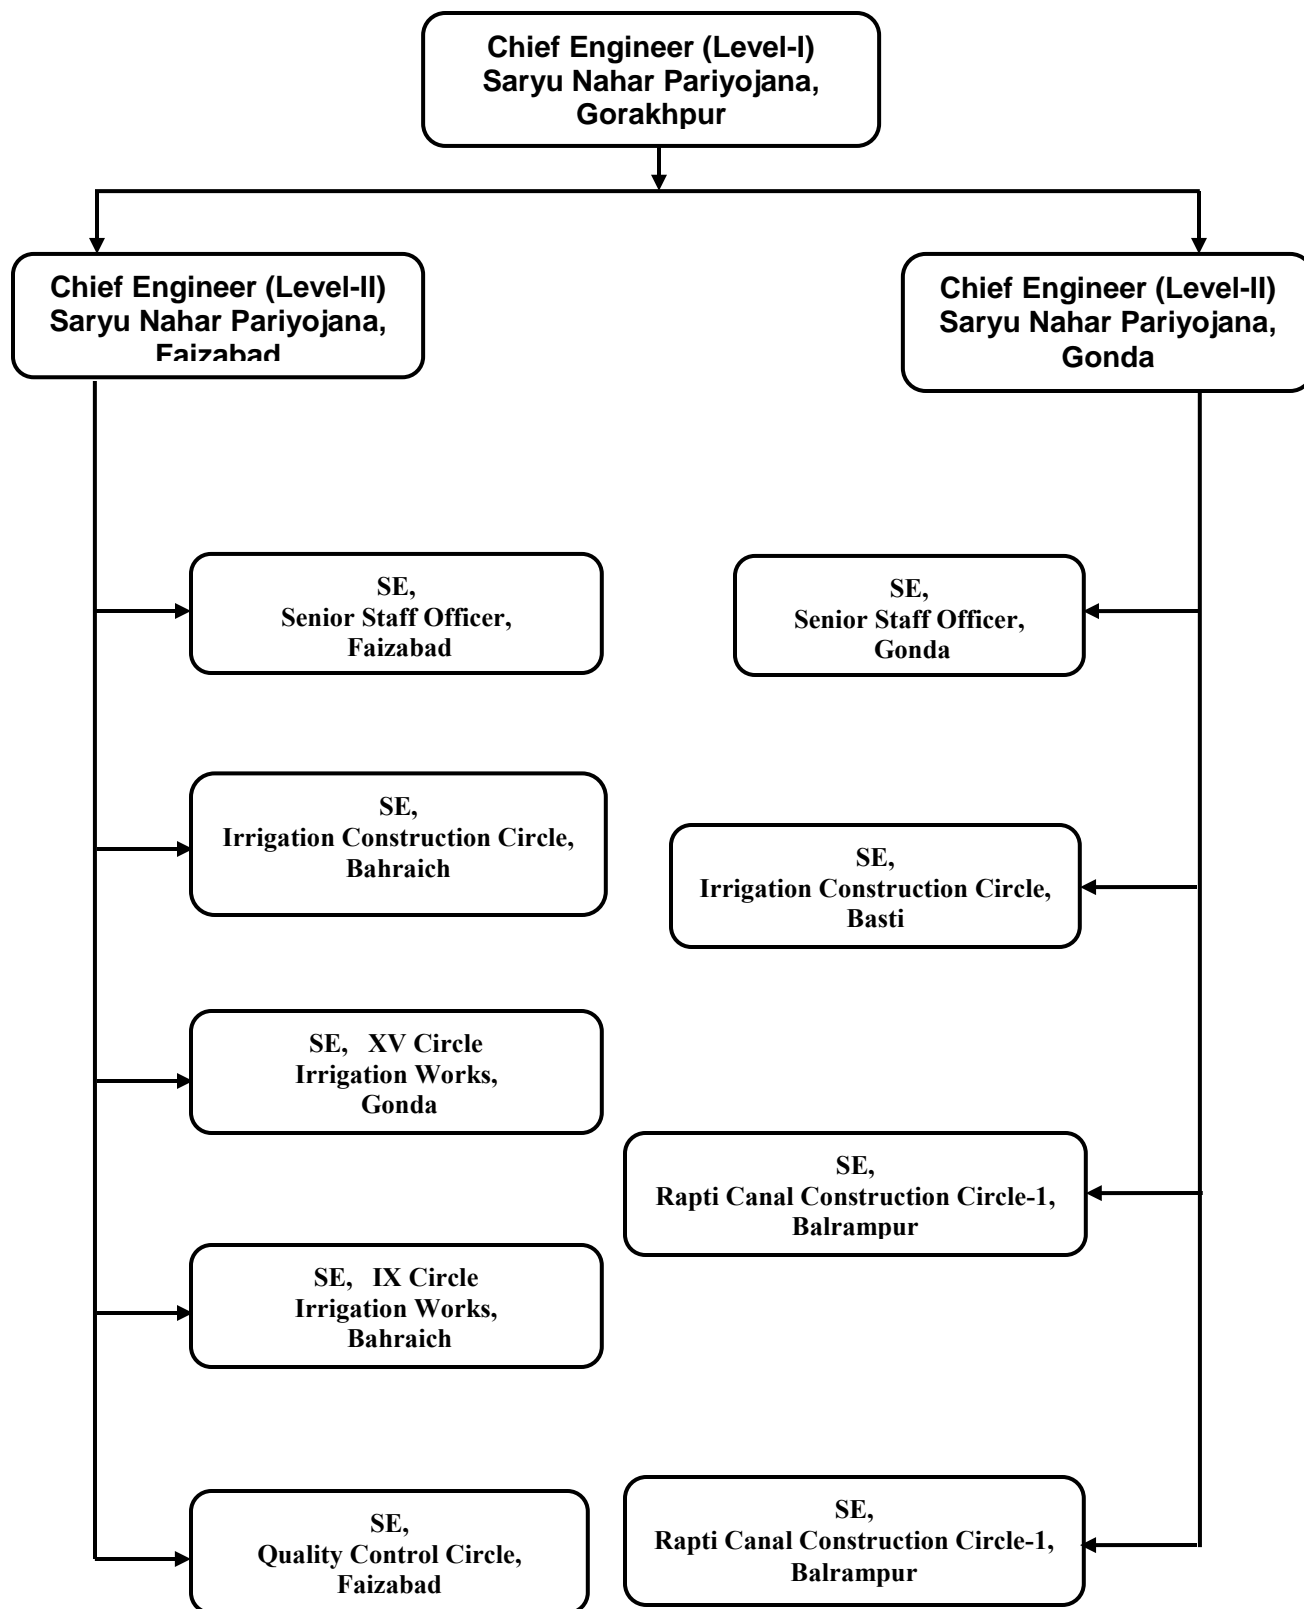 Chief Engineer (Level-I)
Saryu Nahar Pariyojana,
Gorakhpur
Chief Engineer (Level-II)
Saryu Nahar Pariyojana,
Faizabad
Chief Engineer (Level-II)
Saryu Nahar Pariyojana,
Gonda
SE,
Senior Staff Officer,
Faizabad
SE,
Irrigation Construction Circle,
Bahraich
SE, XV Circle
Irrigation Works,
Gonda
SE, IX Circle
Irrigation Works,
Bahraich
SE,
Quality Control Circle,
Faizabad
SE,
Senior Staff Officer,
Gonda
SE,
Irrigation Construction Circle,
Basti
SE,
Rapti Canal Construction Circle-1,
Balrampur
SE,
Rapti Canal Construction Circle-1,
Balrampur